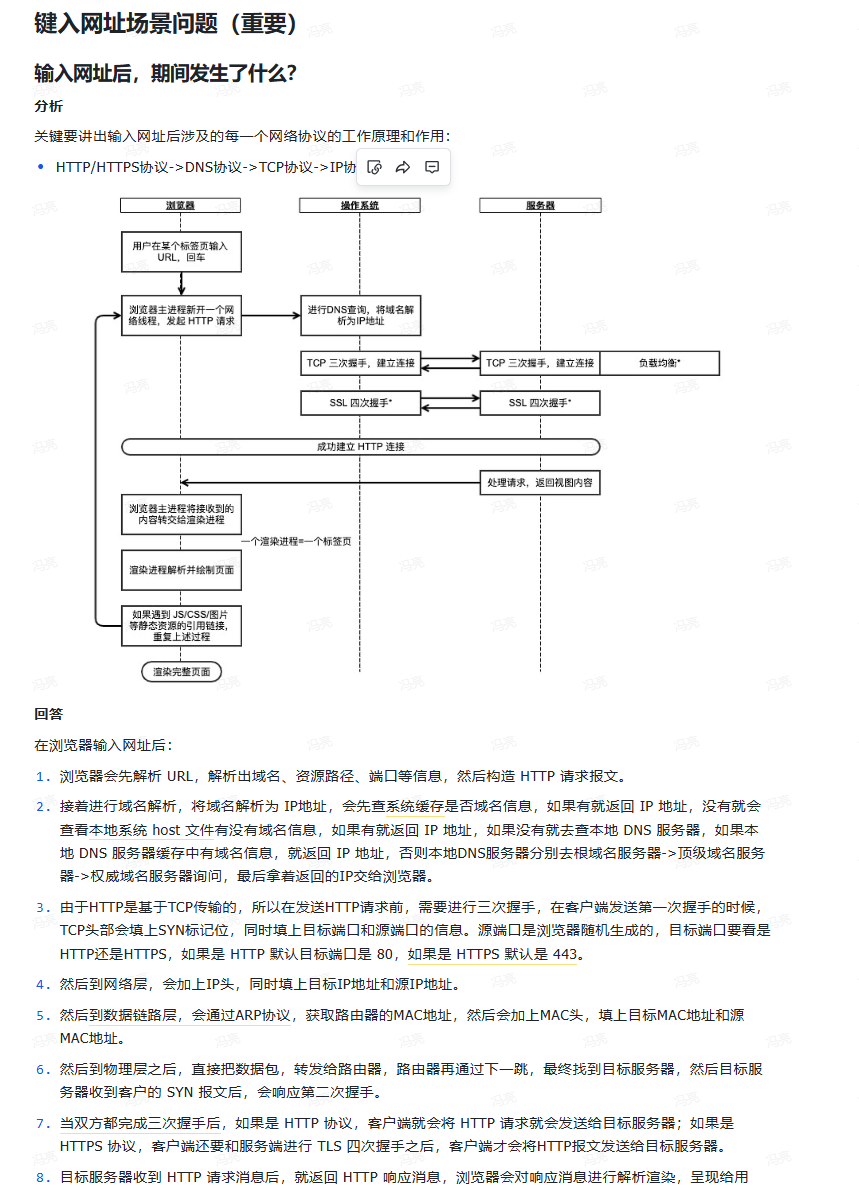 键入网址场景问题（重要）
输入网址后，期间发生了什么？
分析
关键要讲出输入网址后涉及的每一个网络协议的工作原理和作用：
HTTP/HTTPS协议->DNS协议->TCP协议->IP协
浏览器
操作系统
服务器
用户在某个标签页输入
URL，回车
浏览器主进程新开一个网
络线程，发起 HTTP 请求
进行DNS查询，将域名解
析为IP地址
TCP 三次握手，建立连接
TCP 三次握手，建立连接
负载均衡*
SSL 四次握手*
SSL 四次握手*
成功建立 HTTP 连接
处理请求，返回视图内容
浏览器主进程将接收到的
内容转交给渲染进程
一个渲染进程=一个标签页
渲染进程解析并绘制页面
如果遇到 JS/CSS/图片
等静态资源的引用链接，
重复上述过程
渲染完整页面
回答
在浏览器输入网址后：
1. 浏览器会先解析 URL，解析出域名、资源路径、端口等信息，然后构造 HTTP 请求报文。
2. 接着进行域名解析，将域名解析为 IP地址，会先查系统缓存是否域名信息，如果有就返回 IP 地址，没有就会
查看本地系统 host 文件有没有域名信息，如果有就返回 IP 地址，如果没有就去查本地 DNS 服务器，如果本
地 DNS 服务器缓存中有域名信息，就返回 IP 地址，否则本地DNS服务器分别去根域名服务器->顶级域名服务
器->权威域名服务器询问，最后拿着返回的IP交给浏览器。
3. 由于HTTP是基于TCP传输的，所以在发送HTTP请求前，需要进行三次握手，在客户端发送第一次握手的时候，
TCP头部会填上SYN标记位，同时填上目标端口和源端口的信息。源端口是浏览器随机生成的，目标端口要看是
HTTP还是HTTPS，如果是 HTTP 默认目标端口是 80，如果是 HTTPS 默认是 443。
4. 然后到网络层，会加上IP头，同时填上目标IP地址和源IP地址。
5. 然后到数据链路层，会通过ARP协议，获取路由器的MAC地址，然后会加上MAC头，填上目标MAC地址和源
MAC地址。
6. 然后到物理层之后，直接把数据包，转发给路由器，路由器再通过下一跳，最终找到目标服务器，然后目标服
务器收到客户的 SYN 报文后，会响应第二次握手。
7. 当双方都完成三次握手后，如果是 HTTP 协议，客户端就会将 HTTP 请求就会发送给目标服务器；如果是
HTTPS 协议，客户端还要和服务端进行 TLS 四次握手之后，客户端才会将HTTP报文发送给目标服务器。
8. 目标服务器收到 HTTP 请求消息后，就返回 HTTP 响应消息，浏览器会对响应消息进行解析渲染，呈现给用